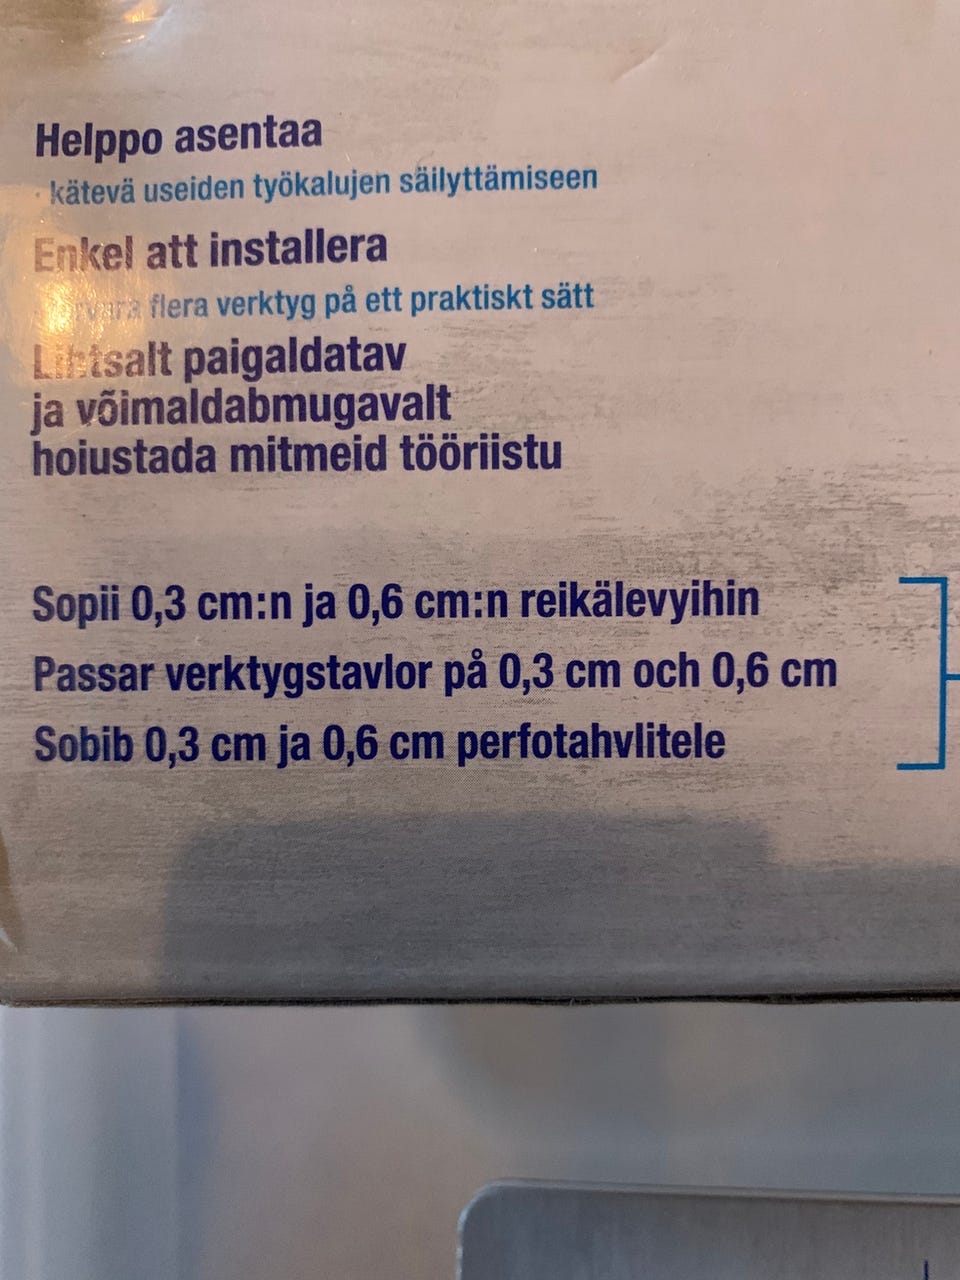 Helppo asentaa
· kätevä useiden työkalujen säilyttämiseen
Enkel att installera
flera verktyg på ett praktiskt sätt
Lihtsalt paigaldatav
ja võimaldabmugavalt
hoiustada mitmeid tööriistu
Sopii 0,3 cm:n ja 0,6 cm:n reikälevyihin
Passar verktygstavlor på 0,3 cm och 0,6 cm
Sobib 0,3 cm ja 0,6 cm perfotahvlitele